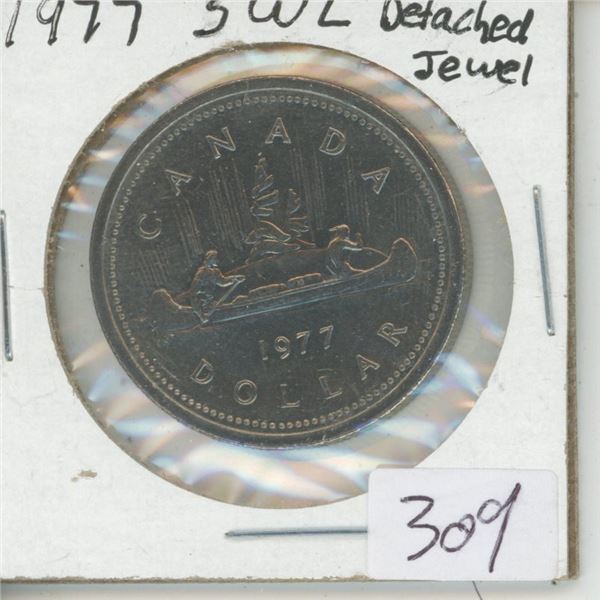 1977 SWL Detached
Jewel
CANADA
1977
DOLLAR
309